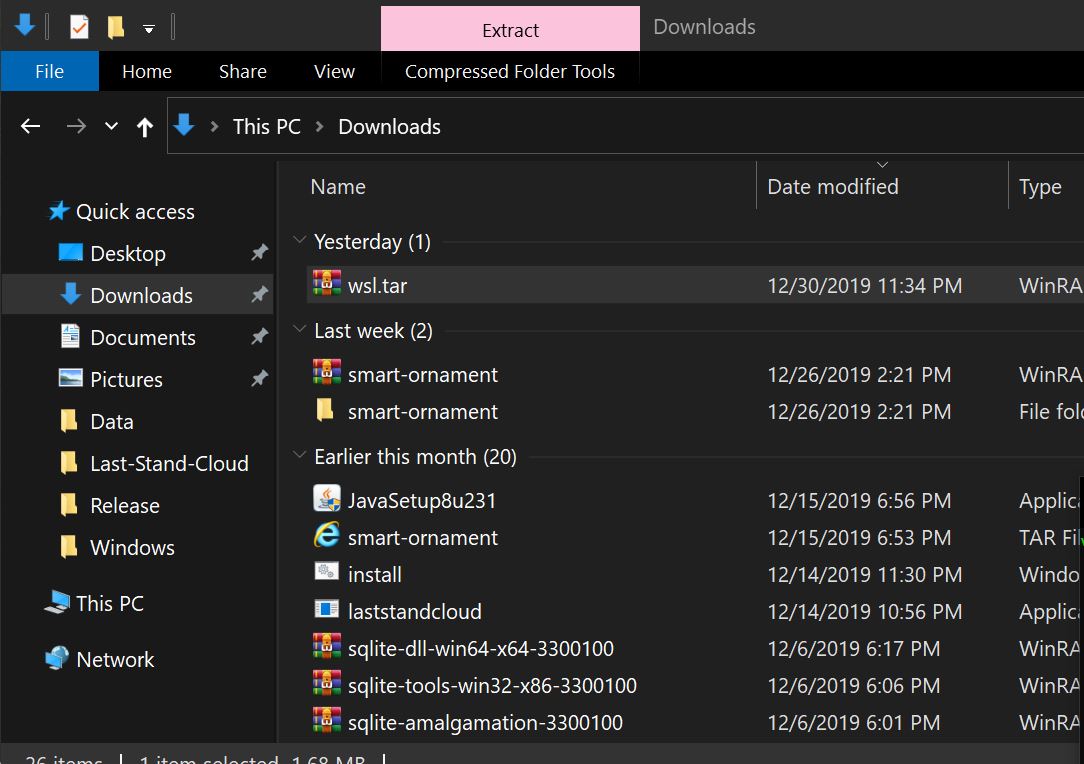 Extract Downloads
File Home Share View Compressed Folder Tools
This PC Downloads
Name Date modified Type
Quick access
Desktop
Downloads
Documents
Pictures
Data
Last-Stand-Cloud
Release
Windows
This PC
Network
Yesterday (1)
wsl.tar 12/30/2019 11:34 PM WinRA
Last week (2)
smart-ornament 12/26/2019 2:21 PM WinRA
smart-ornament 12/26/2019 2:21 PM File fol
Earlier this month (20)
JavaSetup8u231 12/15/2019 6:56 PM Applic
smart-ornament 12/15/2019 6:53 PM TAR Fil
install 12/14/2019 11:30 PM Windo
laststandcloud 12/14/2019 10:56 PM Applic
sqlite-dll-win64-x64-3300100 12/6/2019 6:17 PM WinRA
sqlite-tools-win32-x86-3300100 12/6/2019 6:06 PM WinRA
sqlite-amalgamation-3300100 12/6/2019 6:01 PM WinRA
26 items 1 item selected 1.68 MB